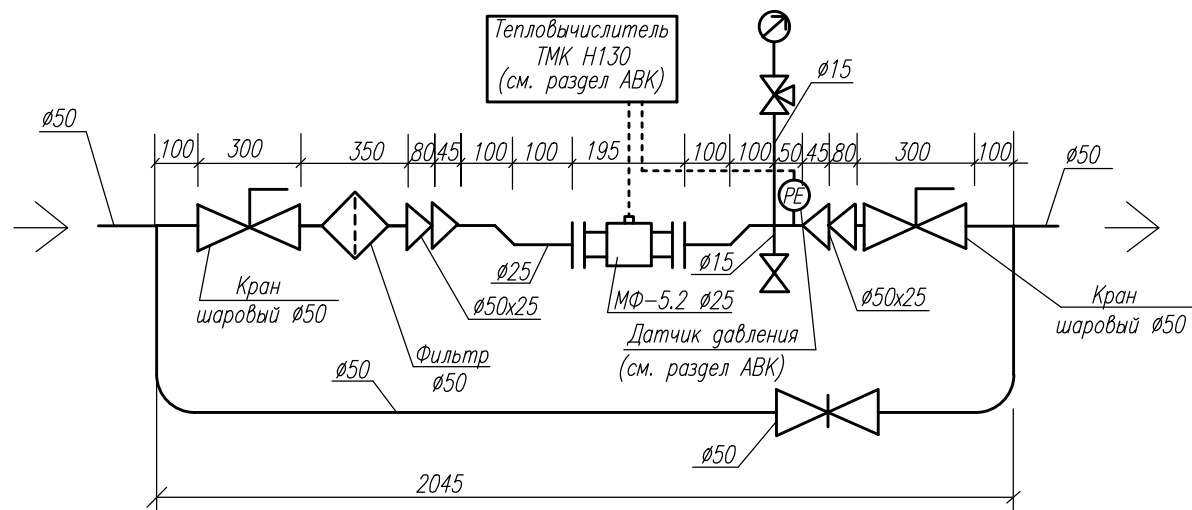 Тепловычислитель
ТМК Н130
(см. раздел АВК)
ø15
ø50
100 300 350 80 45 100 100 195 100 100 50 45 80 300 100
ø50
PE
ø25
ø15
Кран
шаровый ø50
ø50х25
МФ-5.2 ø25
ø50х25
Кран
шаровый ø50
Датчик давления
(см. раздел АВК)
Фильтр
ø50
ø50
ø50
2045